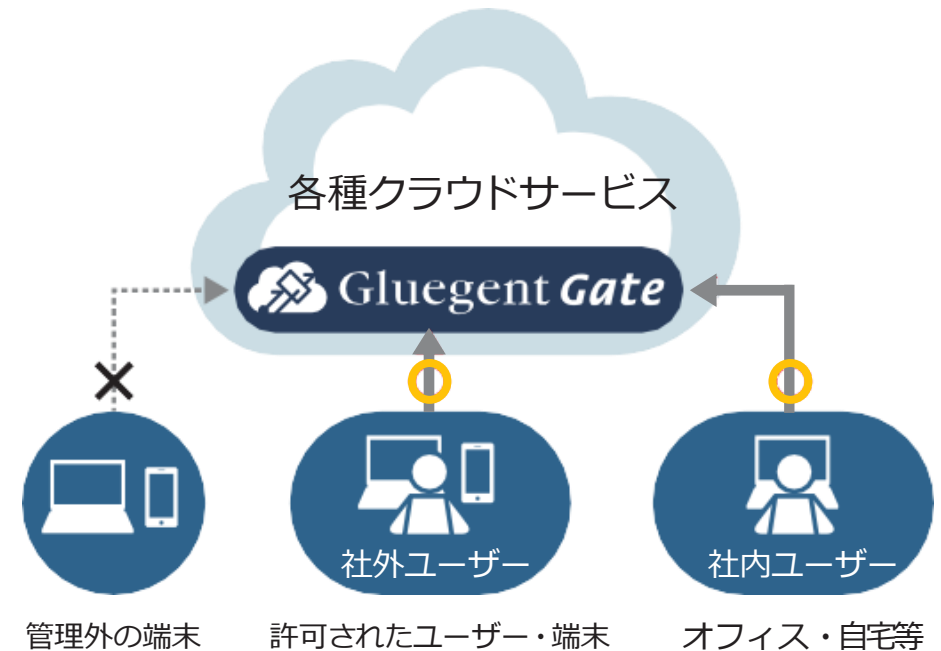 各種クラウドサービス
Gluegent Gate
社外ユーザー
社内ユーザー
管理外の端末
許可されたユーザー・端末
オフィス・自宅等